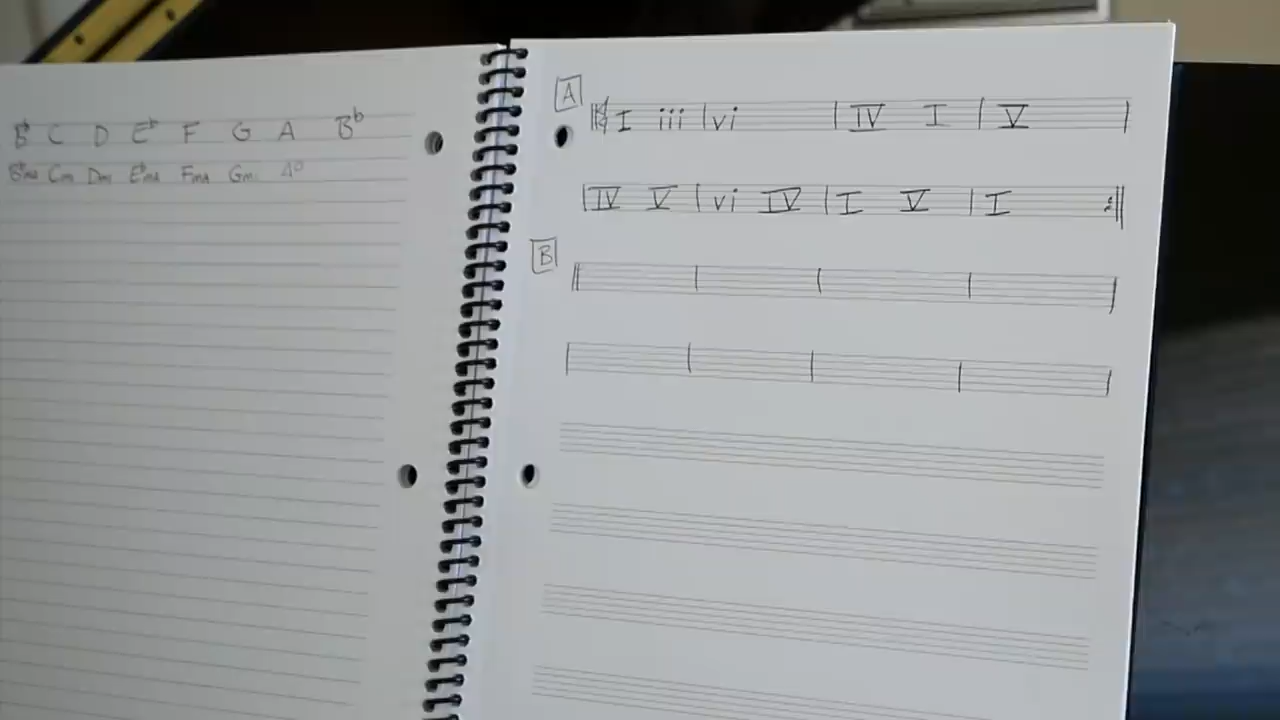 B♭ C D E♭ F G A B♭
B♭ma Cm Dm E♭ma Fma Gm A°
A
I iii vi IV I V
IV V vi IV I V I
B